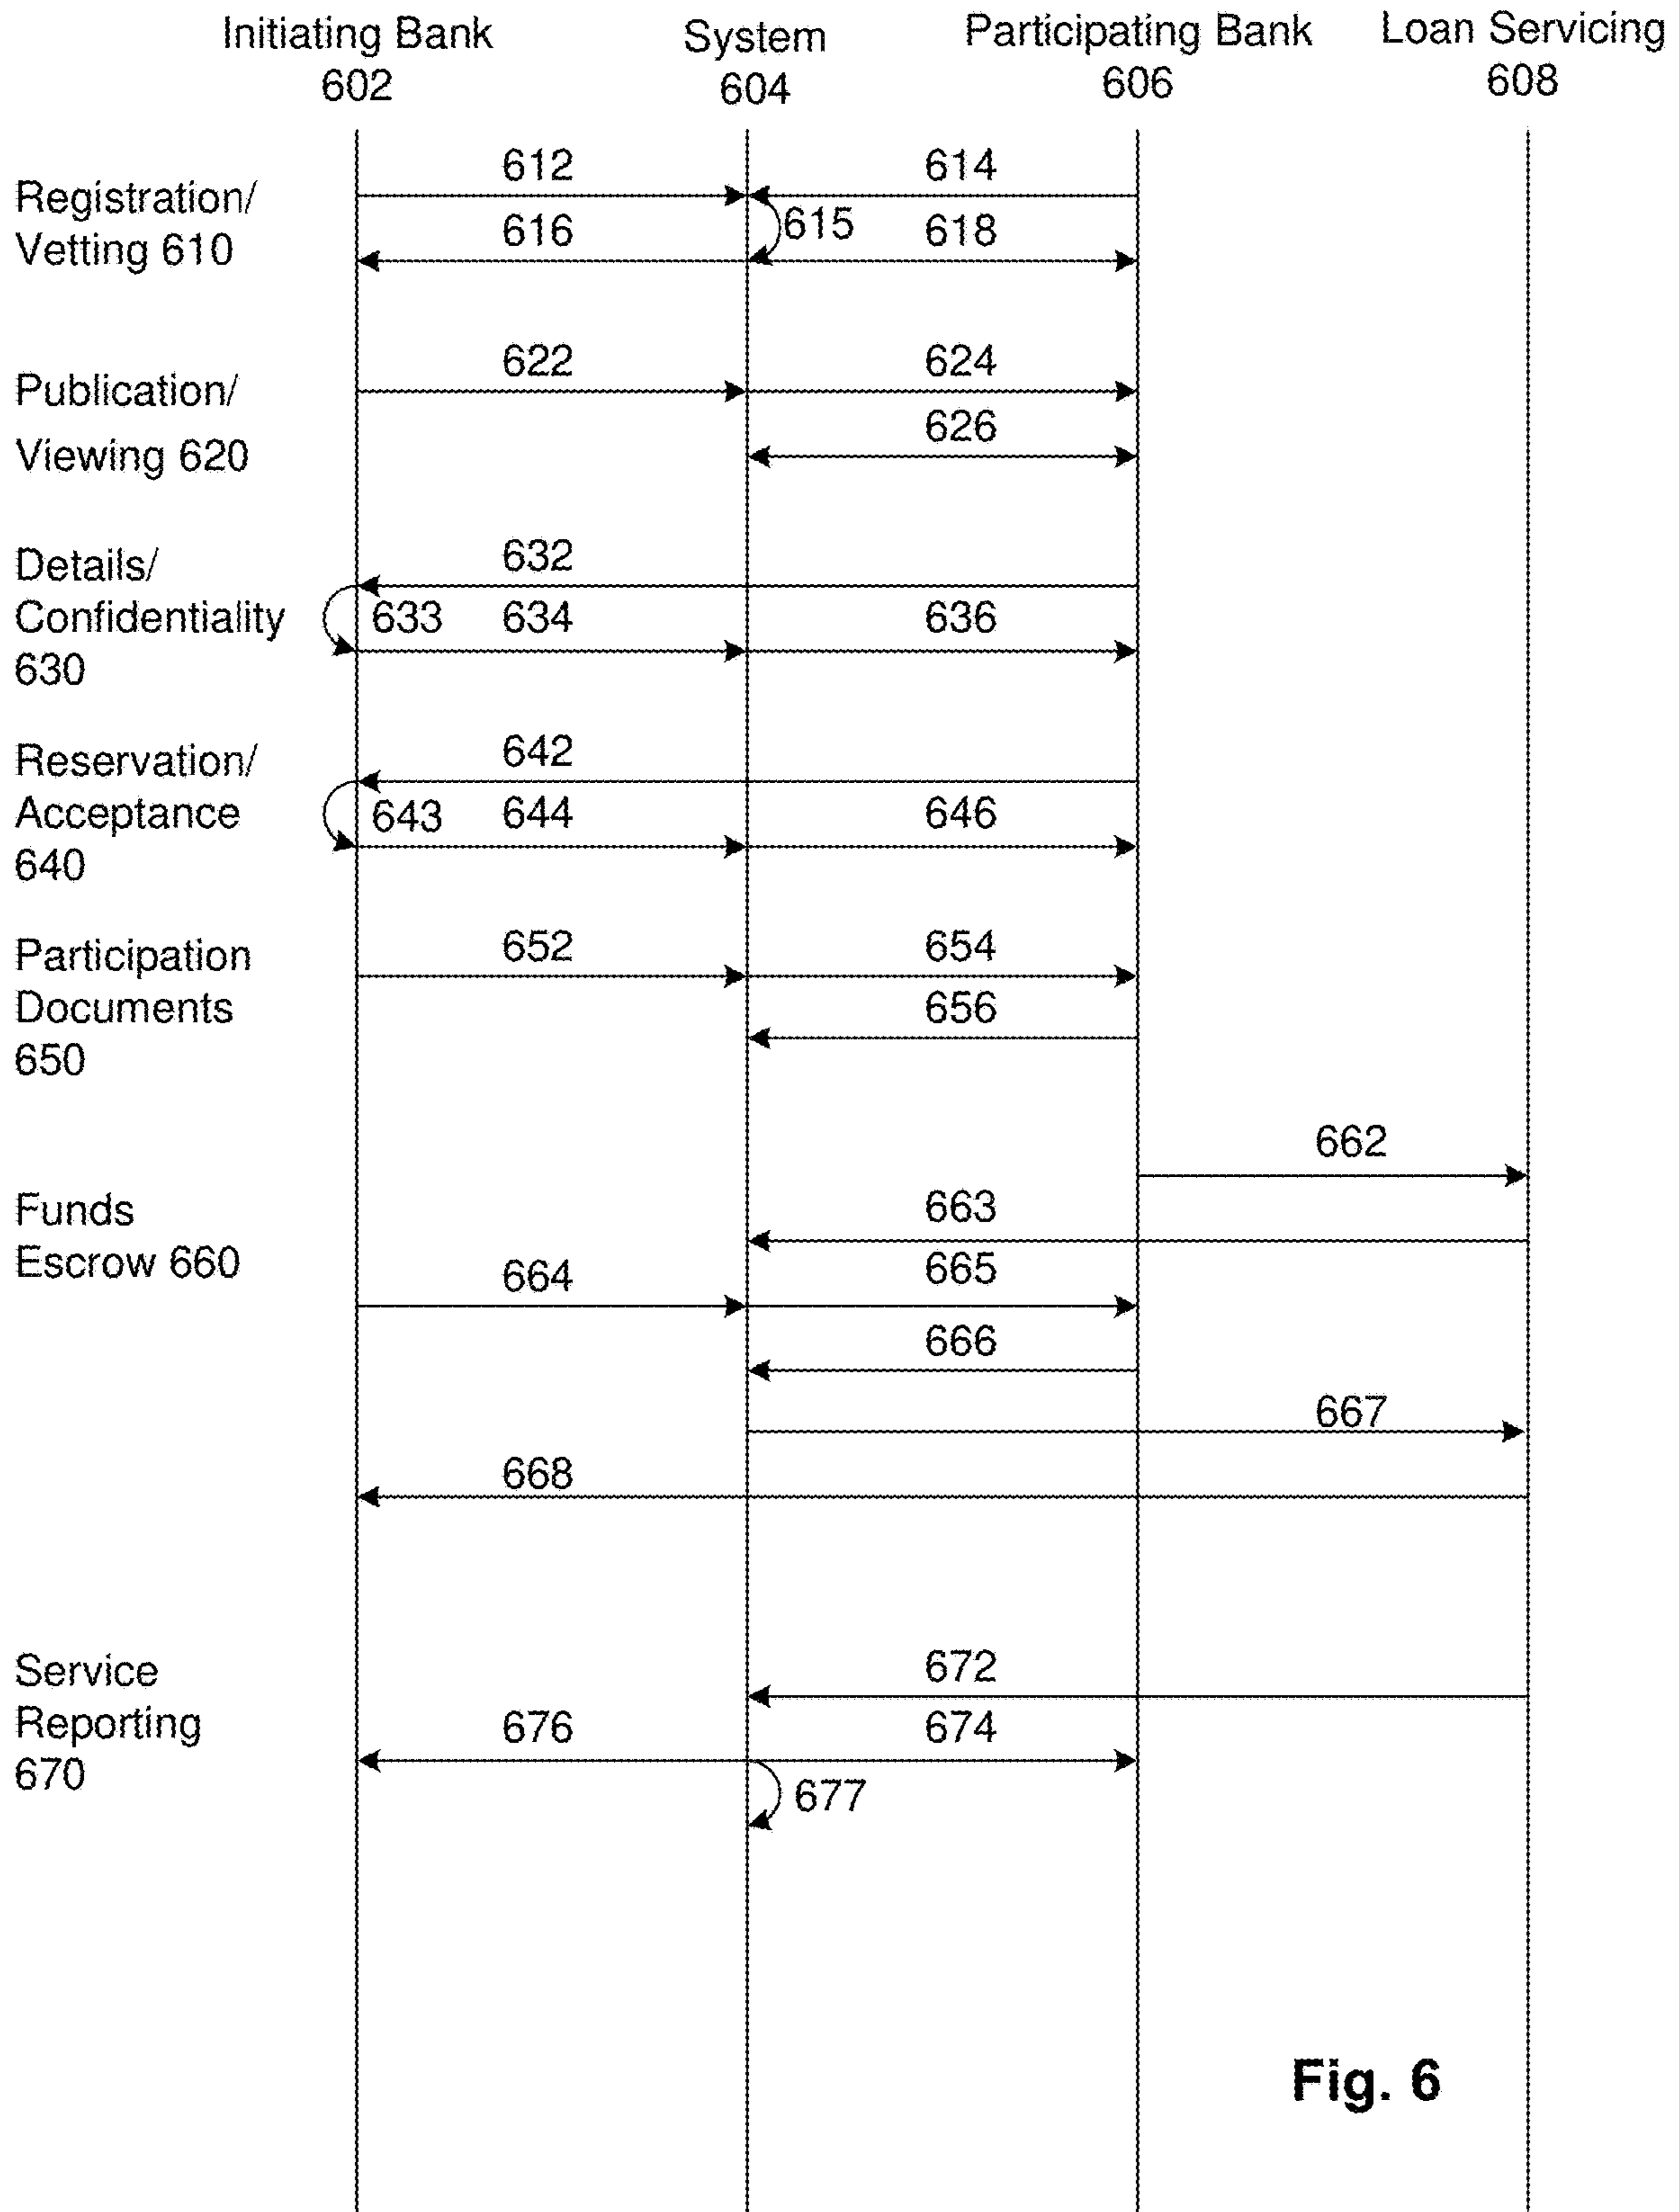 Initiating Bank
602
System
604
Participating Bank
606
Loan Servicing
608
Registration/
Vetting 610
612
614
615
616
618
Publication/
Viewing 620
622
624
626
Details/
Confidentiality
630
632
633
634
636
Reservation/
Acceptance
640
642
643
644
646
Participation
Documents
650
652
654
656
Funds
Escrow 660
662
663
664
665
666
667
668
Service
Reporting
670
672
676
674
677
Fig. 6